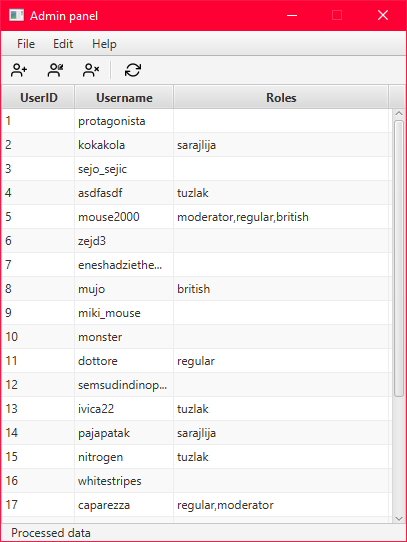 Admin panel
File Edit Help
UserID Username Roles
1 protagonista
2 kokakola sarajlija
3 sejo_sejic
4 asdfasdf tuzlak
5 mouse2000 moderator,regular,british
6 zejd3
7 eneshadziethe...
8 mujo british
9 miki_mouse
10 monster
11 dottore regular
12 semsudindinop...
13 ivica22 tuzlak
14 pajapatak sarajlija
15 nitrogen tuzlak
16 whitestripes
17 caparezza regular,moderator
Processed data